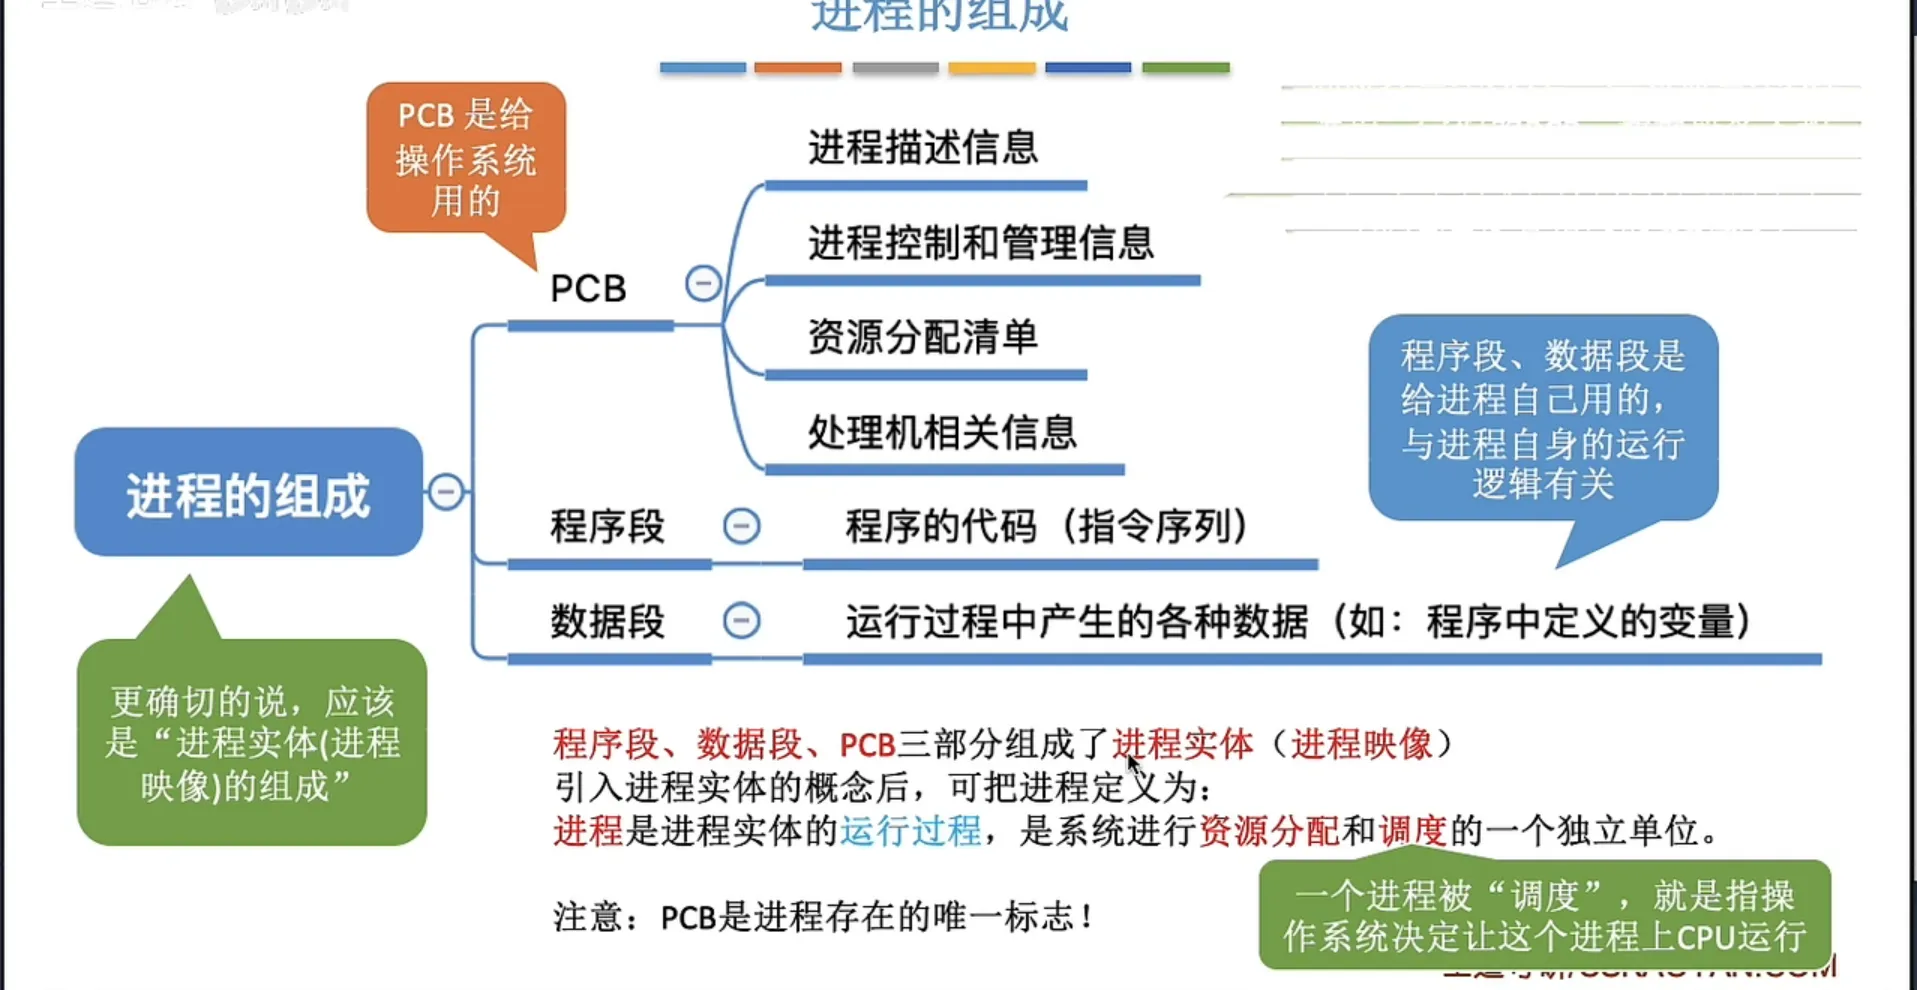 进程的组成
PCB 是给
操作系统
用的
进程描述信息
进程控制和管理信息
PCB
资源分配清单
处理机相关信息
程序段、数据段是
给进程自己用的，
与进程自身的运行
逻辑有关
进程的组成
程序段
程序的代码（指令序列）
数据段
运行过程中产生的各种数据（如：程序中定义的变量）
更确切的说，应该
是“进程实体(进程
映像)的组成”
程序段、数据段、PCB三部分组成了进程实体（进程映像）
引入进程实体的概念后，可把进程定义为：
进程是进程实体的运行过程，是系统进行资源分配和调度的一个独立单位。
一个进程被“调度”，就是指操
作系统决定让这个进程上CPU运行
注意：PCB是进程存在的唯一标志！